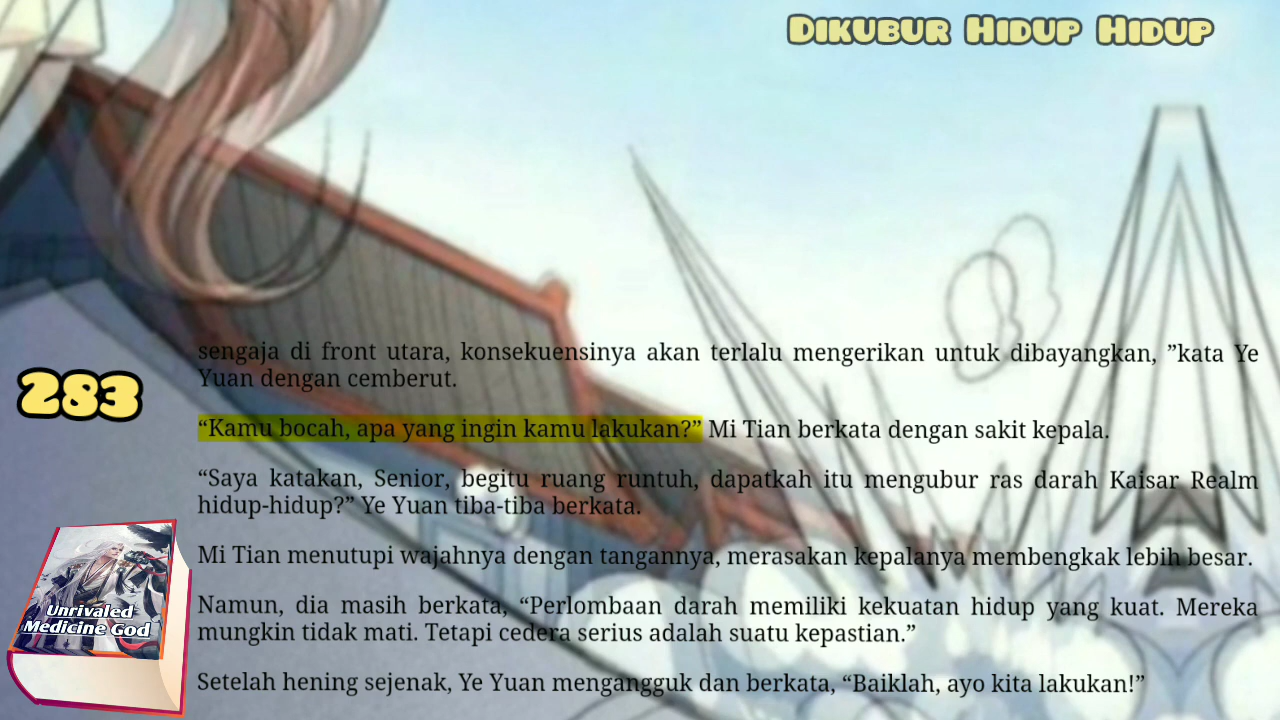 Dikubur Hidup Hidup
sengaja di front utara, konsekuensinya akan terlalu mengerikan untuk dibayangkan, ”kata Ye
Yuan dengan cemberut.
283
“Kamu bocah, apa yang ingin kamu lakukan?” Mi Tian berkata dengan sakit kepala.
“Saya katakan, Senior, begitu ruang runtuh, dapatkah itu mengubur ras darah Kaisar Realm
hidup-hidup?” Ye Yuan tiba-tiba berkata.
Mi Tian menutupi wajahnya dengan tangannya, merasakan kepalanya membengkak lebih besar.
Namun, dia masih berkata, “Perlombaan darah memiliki kekuatan hidup yang kuat. Mereka
mungkin tidak mati. Tetapi cedera serius adalah suatu kepastian.”
Setelah hening sejenak, Ye Yuan mengangguk dan berkata, “Baiklah, ayo kita lakukan!”
Unrivaled
Medicine God